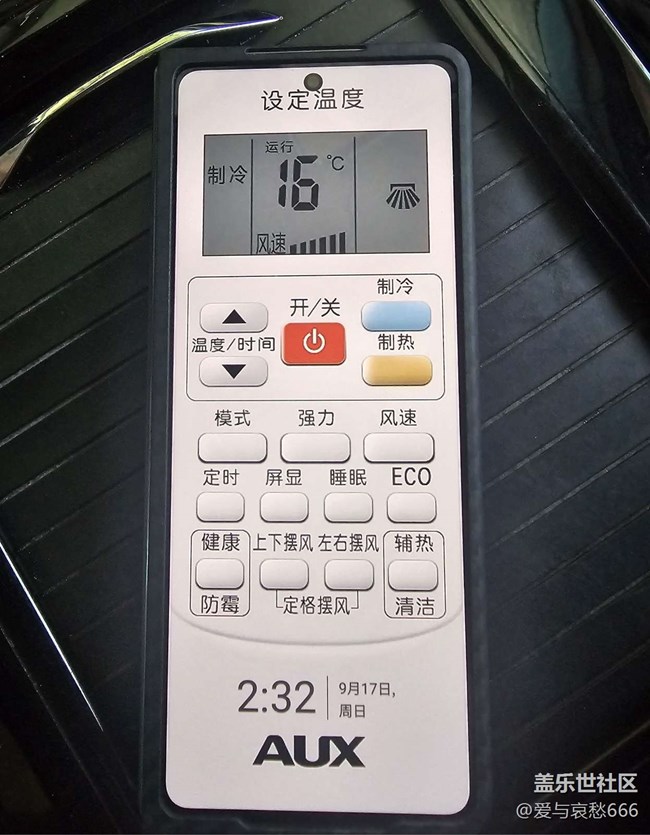 设定温度
运行
制冷
16℃
风速
开/关
制冷
温度/时间
制热
模式 强力 风速
定时 屏显 睡眠 ECO
健康 上下摆风 左右摆风 辅热
防霉 定格摆风 清洁
2:32
9月17日,
周日
AUX
盖乐世社区
@爱与哀愁666